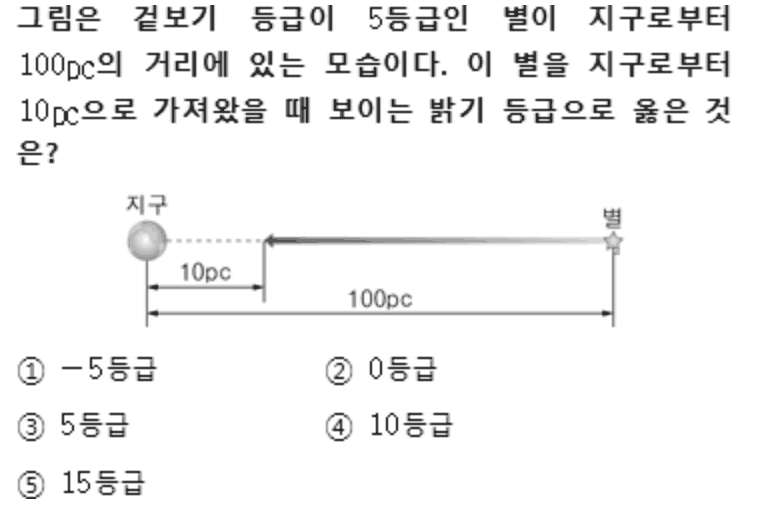 그림은 겉보기 등급이 5등급인 별이 지구로부터
100pc의 거리에 있는 모습이다. 이 별을 지구로부터
10pc으로 가져왔을 때 보이는 밝기 등급으로 옳은 것
은?
지구
별
10pc
100pc
① －5등급 ② 0등급
③ 5등급 ④ 10등급
⑤ 15등급